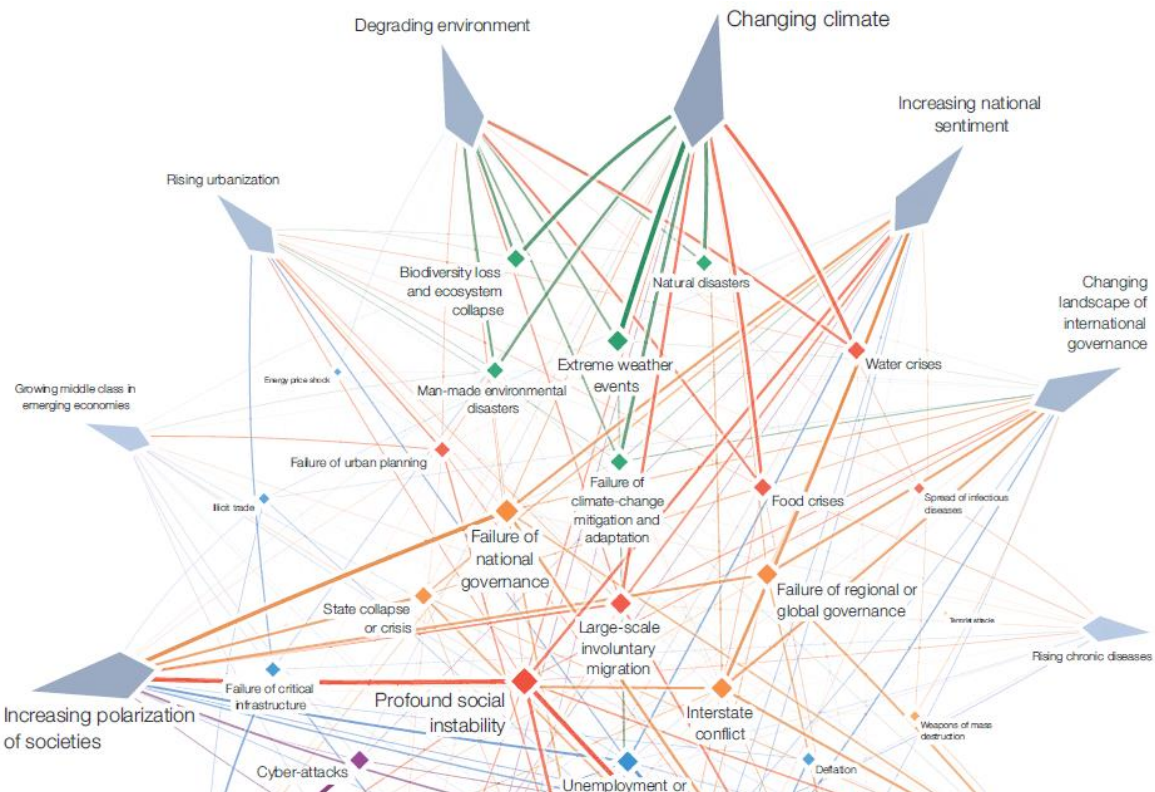 Changing climate
Degrading environment
Increasing national
sentiment
Rising urbanization
Biodiversity loss
and ecosystem
collapse
Natural disasters
Changing
landscape of
international
governance
Extreme weather
events
Water crises
Energy price shock
Man-made environmental
disasters
Growing middle class in
emerging economies
Failure of urban planning
Failure of
climate-change
mitigation and
adaptation
Food crises
Spread of infectious
diseases
Illicit trade
Failure of
national
governance
Failure of regional or
global governance
State collapse
or crisis
Terrorist attacks
Large-scale
involuntary
migration
Rising chronic diseases
Failure of critical
infrastructure
Profound social
instability
Increasing polarization
of societies
Interstate
conflict
Weapons of mass
destruction
Cyber-attacks
Deflation
Unemployment or